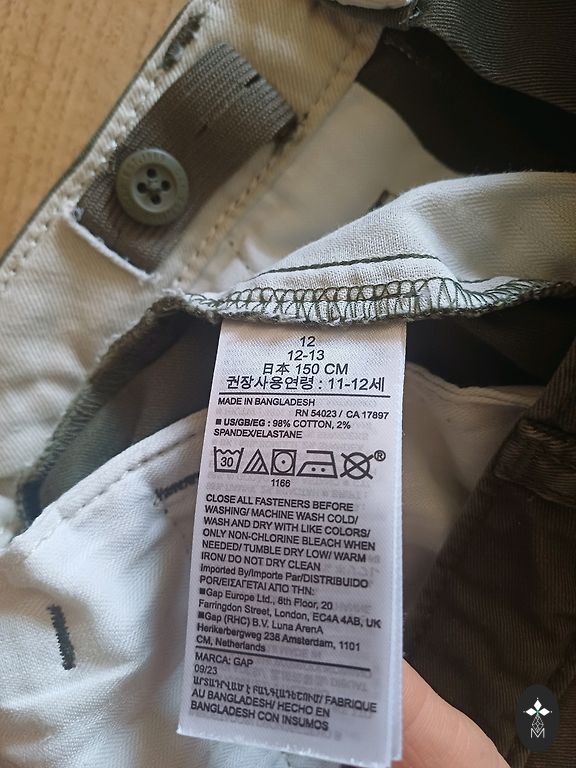 12
12-13
日本 150 CM
권장사용연령 : 11-12세
MADE IN BANGLADESH
RN 54023 / CA 17897
■ US/GB/EG : 98% COTTON, 2%
SPANDEX/ELASTANE
30
® 
1166
CLOSE ALL FASTENERS BEFORE
WASHING/ MACHINE WASH COLD/
WASH AND DRY WITH LIKE COLORS/
ONLY NON-CHLORINE BLEACH WHEN
NEEDED/ TUMBLE DRY LOW/ WARM
IRON/ DO NOT DRY CLEAN
Imported By/Importe Par/DISTRIBUIDO
POR/ΕΙΣΑΓΕΤΑΙ ΑΠΟ ΤΗΝ:
■Gap Europe Ltd., 8th Floor, 20
Farringdon Street, London, EC4A 4AB, UK
■Gap (RHC) B.V. Luna ArenA
Herikerbergweg 238 Amsterdam, 1101
CM, Netherlands
MARCA: GAP
09/23
ԱՐՏԱԴՐՎԱԾ Է ԲԱՆԳԼԱԴԵՇՈՒՄ/ FABRIQUE
AU BANGLADESH/ HECHO EN
BANGLADESH CON INSUMOS
M